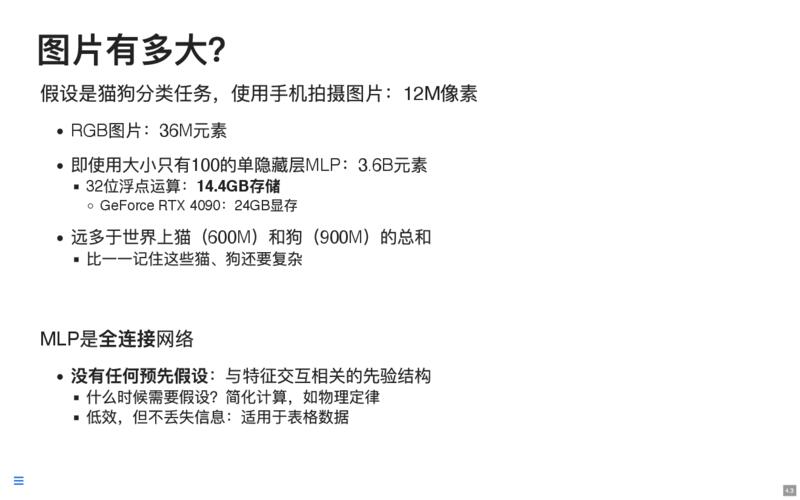 图片有多大?
假设是猫狗分类任务，使用手机拍摄图片：12M像素
RGB图片：36M元素
即使用大小只有100的单隐藏层MLP：3.6B元素
32位浮点运算：14.4GB存储
GeForce RTX 4090：24GB显存
远多于世界上猫（600M）和狗（900M）的总和
比一一记住这些猫、狗还要复杂
MLP是全连接网络
没有任何预先假设：与特征交互相关的先验结构
什么时候需要假设？简化计算，如物理定律
低效，但不丢失信息：适用于表格数据
4.3